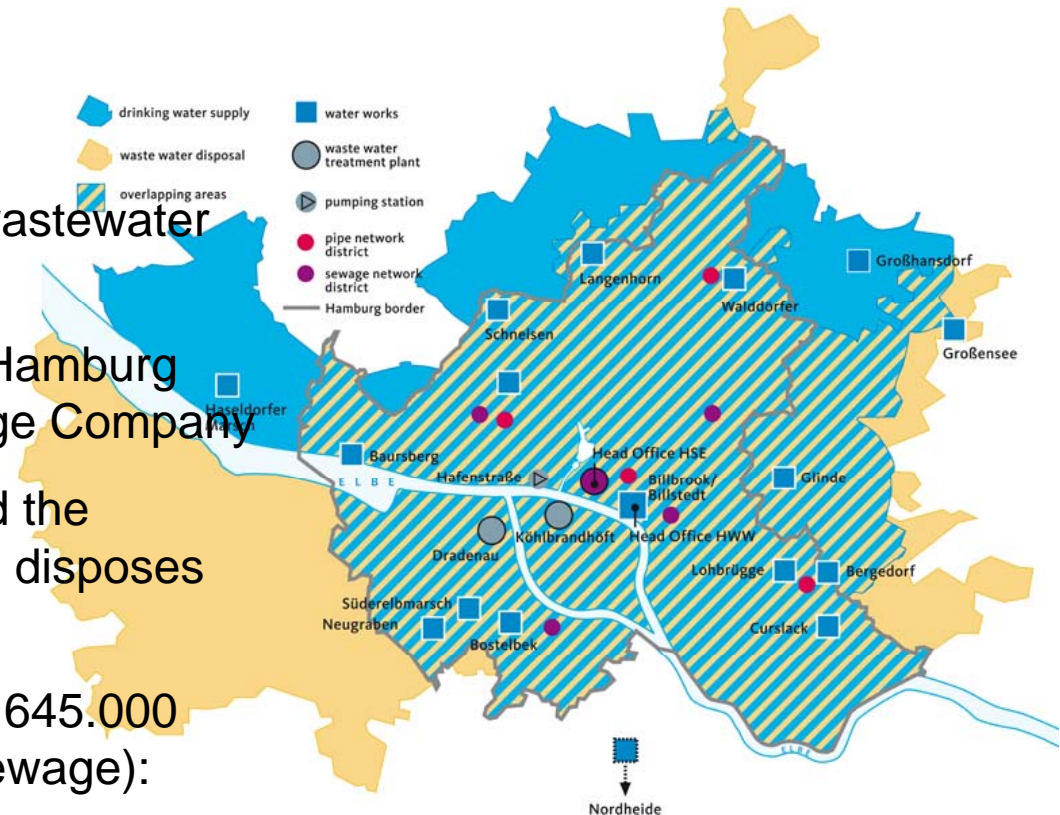 drinking water supply
waste water disposal
overlapping areas
water works
waste water
treatment plant
pumping station
pipe network
district
sewage network
district
Hamburg border
wastewater
Hamburg
ge Company
d the
disposes
645.000
ewage):
Langenhorn
Walddörfer
Großhansdorf
Großensee
Schnelsen
Haseldorfer
Marsch
Baursberg
ELBE
Hafenstraße
Head Office HSE
Billbrook/
Billstedt
Glinde
Köhlbrandhöft
Head Office HWW
Dradenau
Lohbrügge
Bergedorf
Süderelbmarsch
Neugraben
Bostelbek
Curslack
ELBE
Nordheide